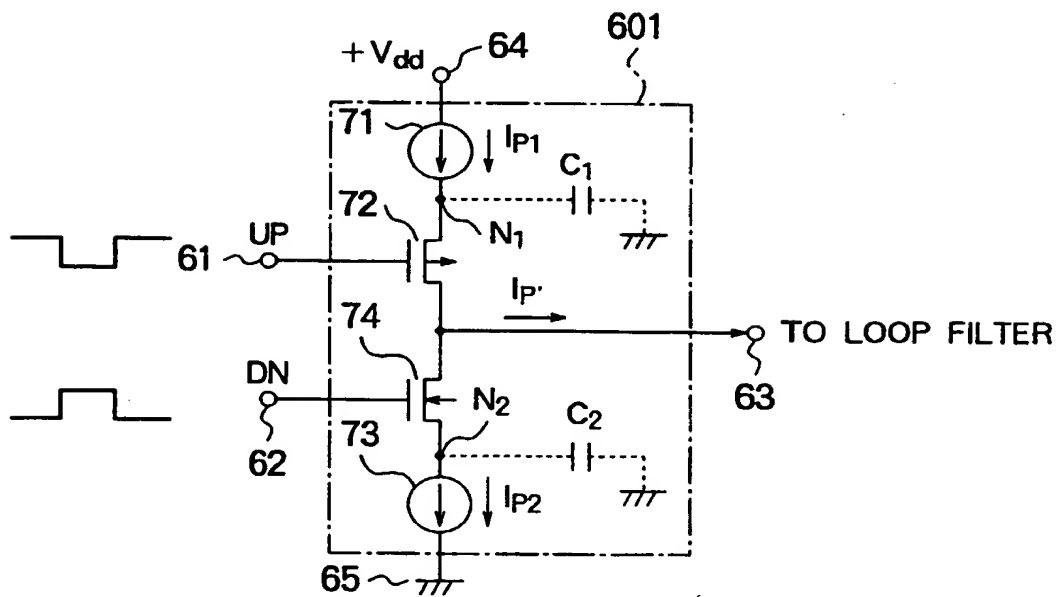 601
64
+Vdd
71
IP1
C1
72
N1
UP
61
IP'
74
TO LOOP FILTER
63
DN
62
N2
C2
73
IP2
65